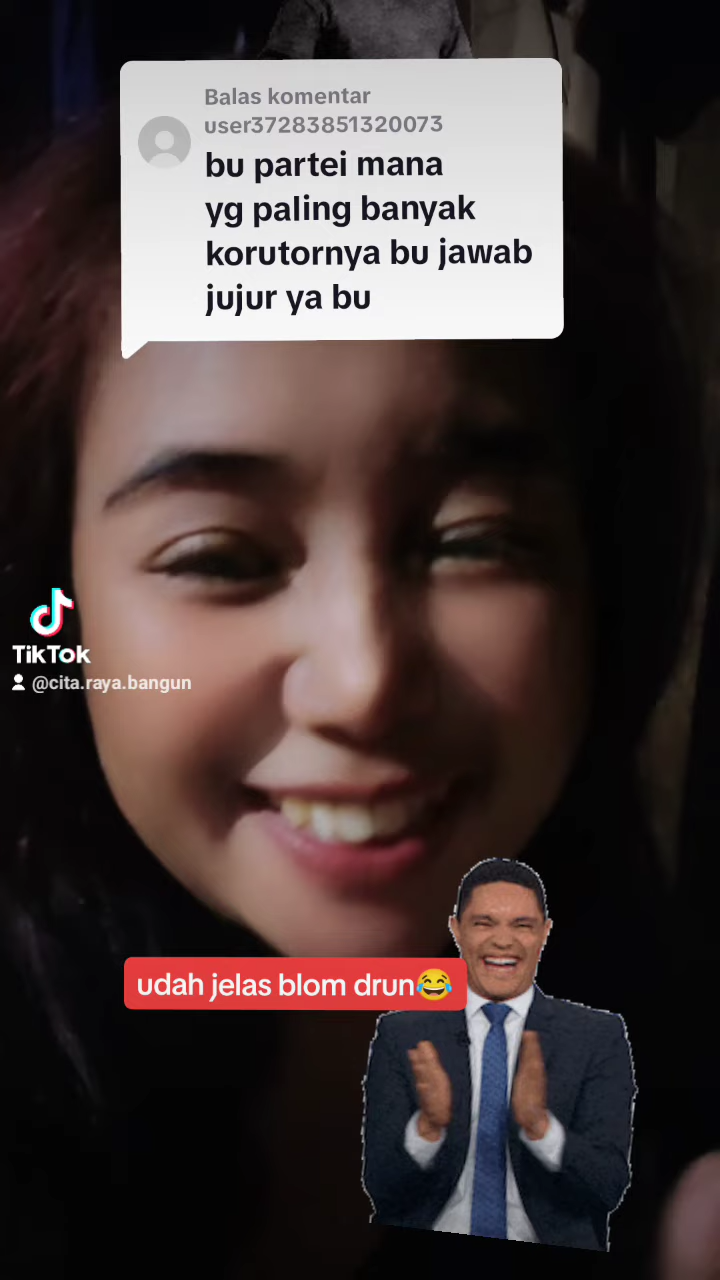 Balas komentar
user37283851320073
bu partei mana
yg paling banyak
korutornya bu jawab
jujur ya bu
TikTok
@cita.raya.bangun
udah jelas blom drun😂